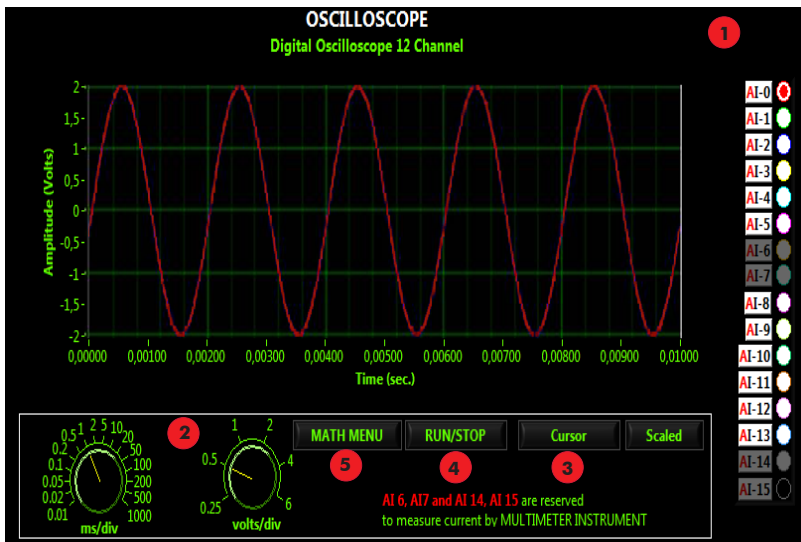 OSCILLOSCOPE
Digital Oscilloscope 12 Channel
1
Amplitude (Volts)
2
1,5
1
0,5
0
-0,5
-1
-1,5
-2
0,00000 0,00100 0,00200 0,00300 0,00400 0,00500 0,00600 0,00700 0,00800 0,00900 0,01000
Time (sec.)
AI-0
AI-1
AI-2
AI-3
AI-4
AI-5
AI-6
AI-7
AI-8
AI-9
AI-10
AI-11
AI-12
AI-13
AI-14
AI-15
2
0.01 0.02 0.05 0.1 0.2 0.5 1 2 5 10 20 50 100 200 500 1000
ms/div
0.25 0.5 1 2 4 6
volts/div
MATH MENU RUN/STOP Cursor Scaled
5 4 3
AI 6, AI7 and AI 14, AI 15 are reserved
to measure current by MULTIMETER INSTRUMENT